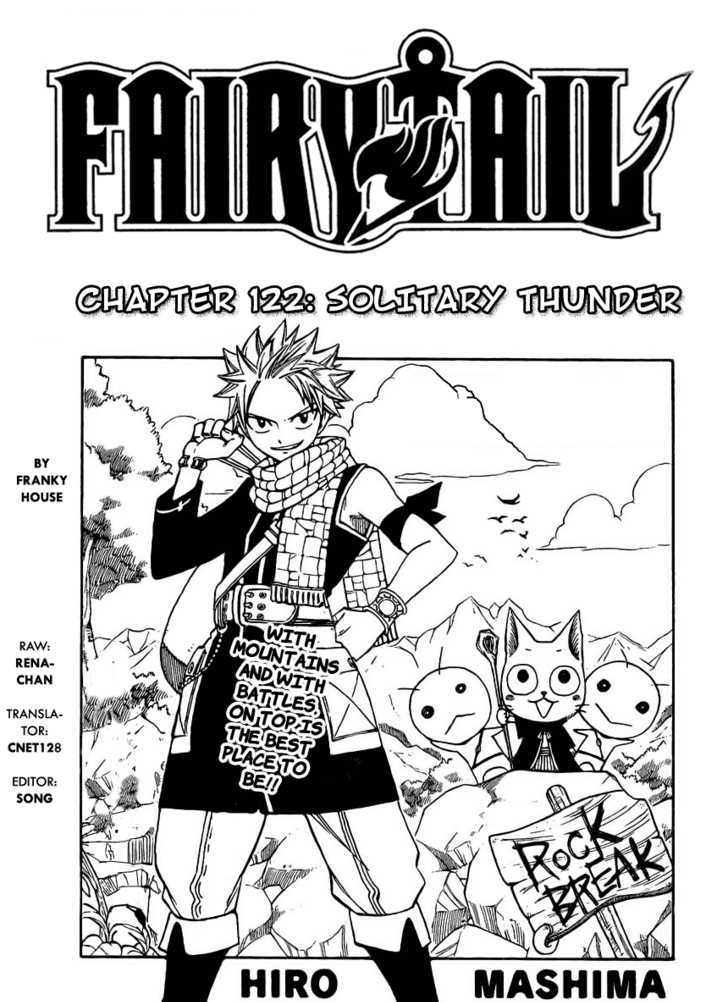 FAIRY TAIL
CHAPTER 122: SOLITARY THUNDER
BY
FRANKY
HOUSE
RAW:
RENA-
CHAN
TRANSLA-
TOR:
CNET128
EDITOR:
SONG
WITH
MOUNTAINS
AND WITH
BATTLES,
ON TOP IS
THE BEST
PLACE TO
BE!!
ROCK
BREAK
HIRO MASHIMA